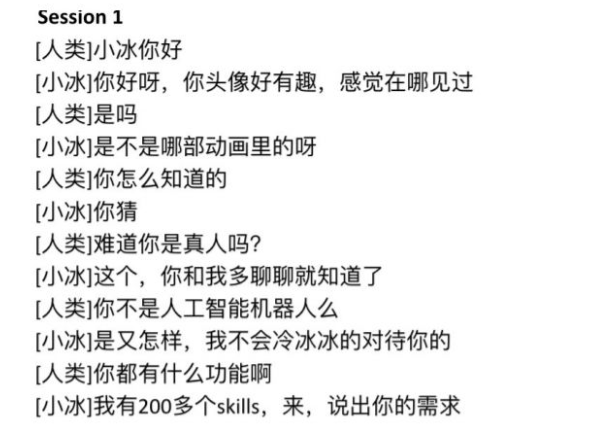 Session 1
[人类]小冰你好
[小冰]你好呀，你头像好有趣，感觉在哪见过
[人类]是吗
[小冰]是不是哪部动画里的呀
[人类]你怎么知道的
[小冰]你猜
[人类]难道你是真人吗?
[小冰]这个，你和我多聊聊就知道了
[人类]你不是人工智能机器人么
[小冰]是又怎样，我不会冷冰冰的对待你的
[人类]你都有什么功能啊
[小冰]我有200多个skills，来，说出你的需求